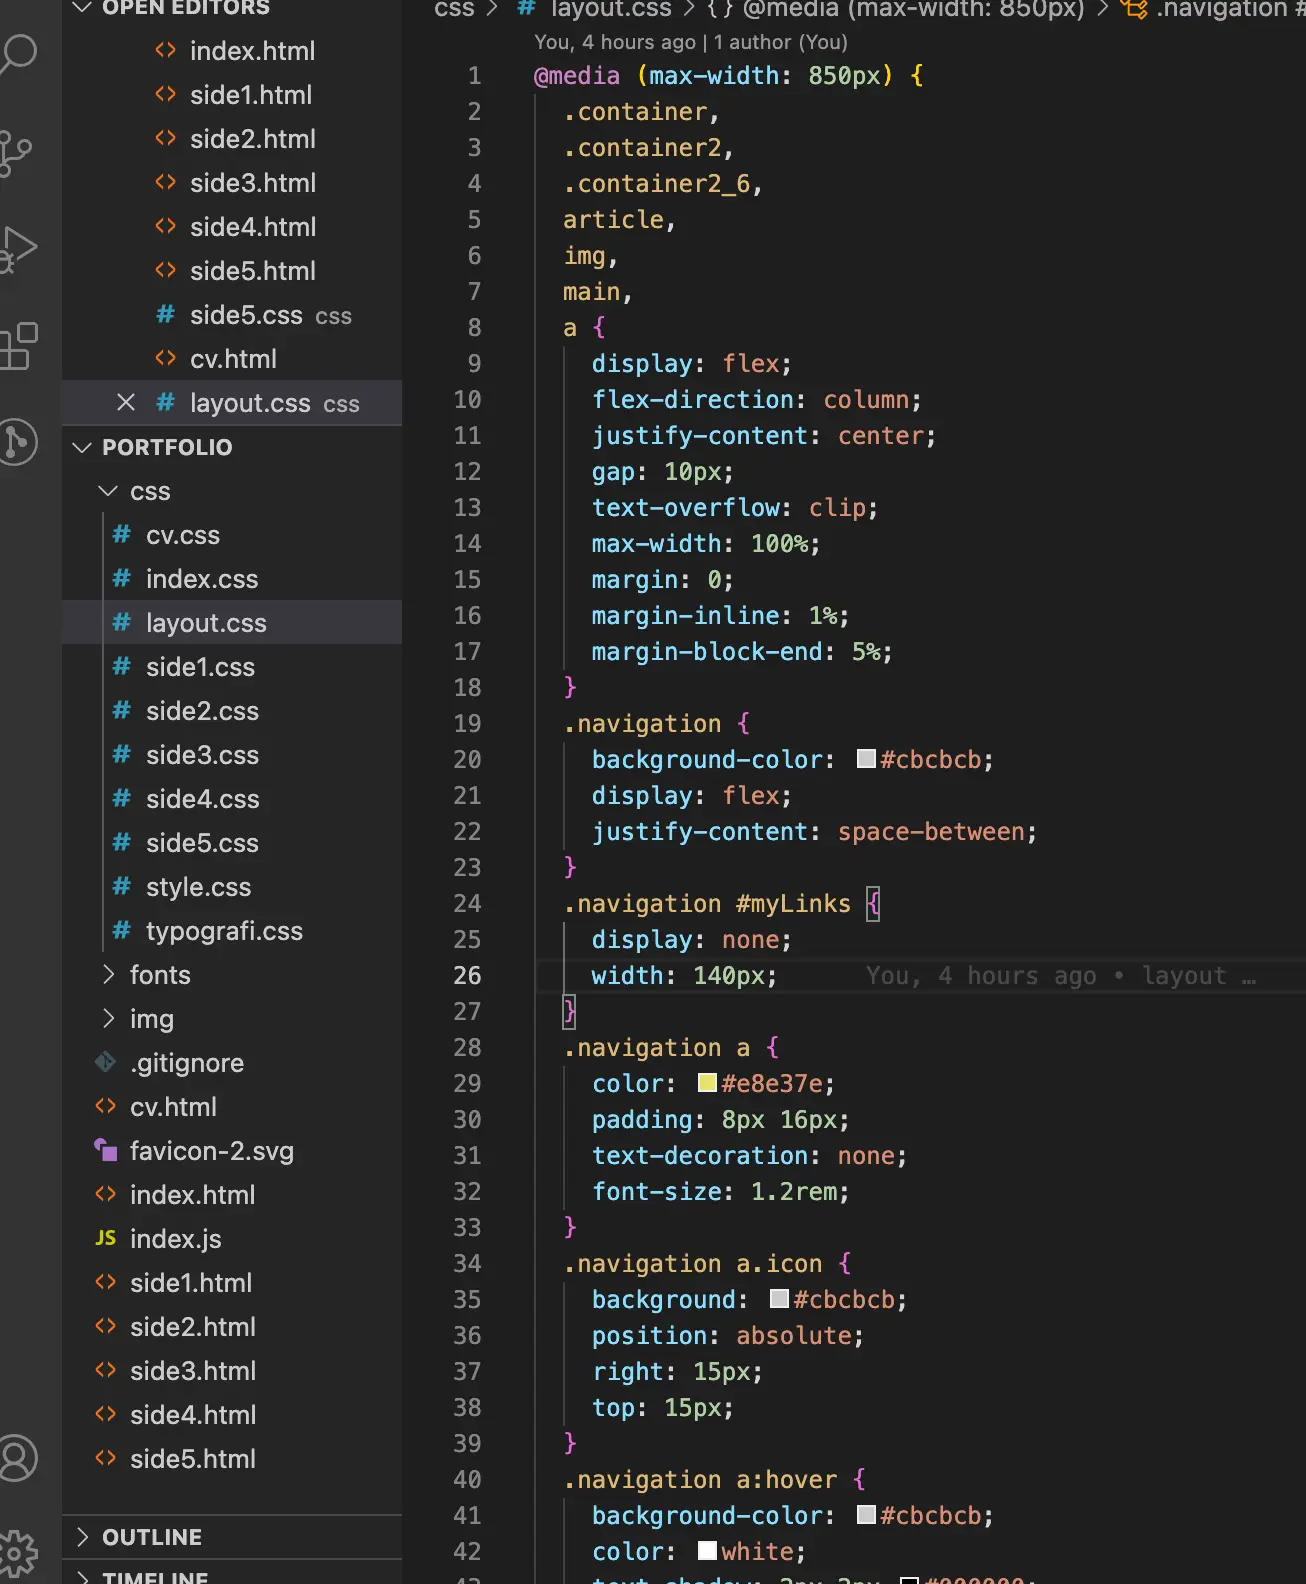 OPEN EDITORS
index.html
side1.html
side2.html
side3.html
side4.html
side5.html
# side5.css css
cv.html
# layout.css css
PORTFOLIO
css
# cv.css
# index.css
# layout.css
# side1.css
# side2.css
# side3.css
# side4.css
# side5.css
# style.css
# typografi.css
fonts
img
.gitignore
cv.html
favicon-2.svg
index.html
JS index.js
side1.html
side2.html
side3.html
side4.html
side5.html
OUTLINE
TIMELINE
css > # layout.css > {} @media (max-width: 850px) > .navigation #
You, 4 hours ago | 1 author (You)
1 @media (max-width: 850px) {
2 .container,
3 .container2,
4 .container2_6,
5 article,
6 img,
7 main,
8 a {
9 display: flex;
10 flex-direction: column;
11 justify-content: center;
12 gap: 10px;
13 text-overflow: clip;
14 max-width: 100%;
15 margin: 0;
16 margin-inline: 1%;
17 margin-block-end: 5%;
18 }
19 .navigation {
20 background-color: #cbcbcb;
21 display: flex;
22 justify-content: space-between;
23 }
24 .navigation #myLinks {
25 display: none;
26 width: 140px; You, 4 hours ago • layout …
27 }
28 .navigation a {
29 color: #e8e37e;
30 padding: 8px 16px;
31 text-decoration: none;
32 font-size: 1.2rem;
33 }
34 .navigation a.icon {
35 background: #cbcbcb;
36 position: absolute;
37 right: 15px;
38 top: 15px;
39 }
40 .navigation a:hover {
41 background-color: #cbcbcb;
42 color: white;